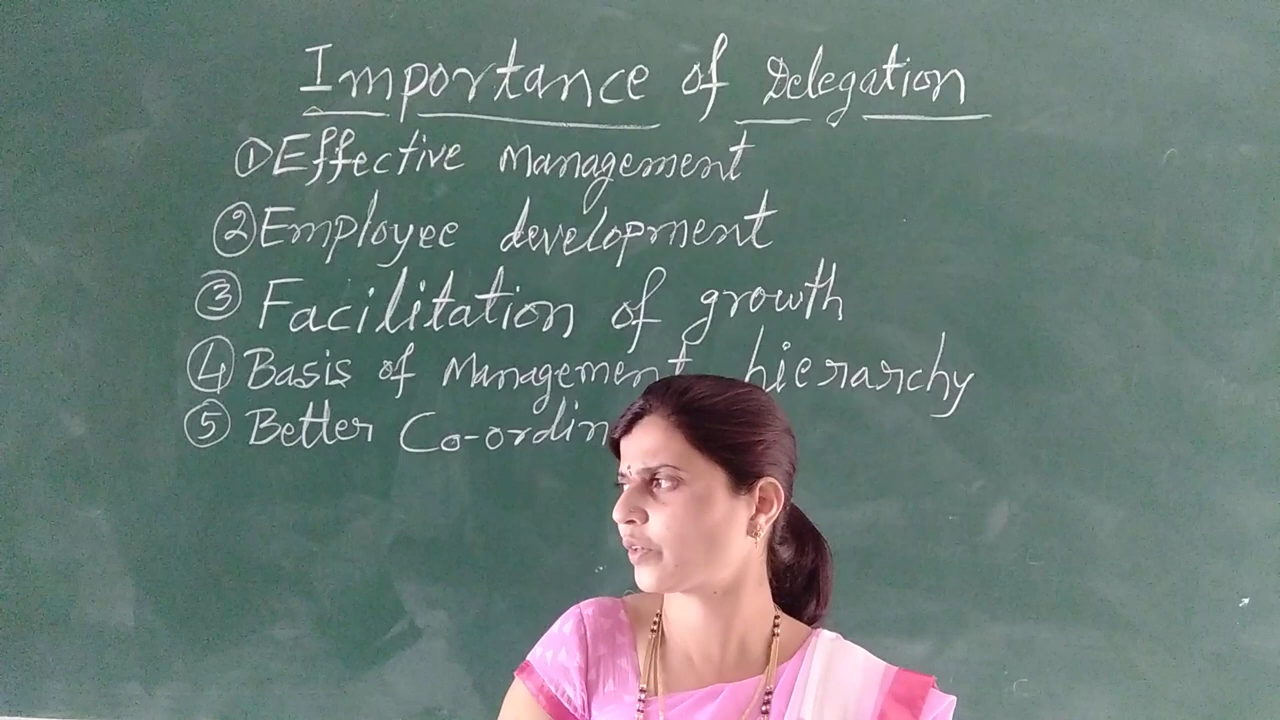 Importance of Delegation
① Effective Management
② Employee development
③ Facilitation of growth
④ Basis of Management hierarchy
⑤ Better Co-ordin